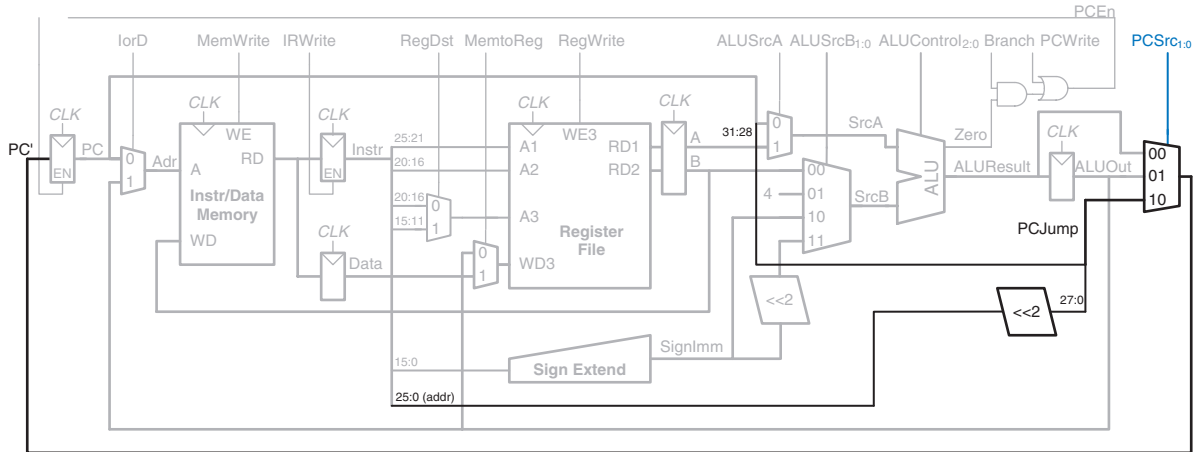 PCEn
IorD MemWrite IRWrite RegDst MemtoReg RegWrite ALUSrcA ALUSrcB1:0 ALUControl2:0 Branch PCWrite PCSrc1:0
CLK CLK CLK CLK CLK
WE WE3 31:28 0 SrcA Zero CLK
PC' PC 0 Adr A RD Instr 25:21 A1 RD1 A 1 00
EN 1 EN 20:16 A2 RD2 B 00 ALU ALUResult ALUOut 01
Instr/Data 4 01 SrcB 10
Memory 20:16 0 A3 10 PCJump
15:11 1 Register 11
WD CLK 0 File
Data 1 WD3
<<2 <<2 27:0
SignImm
15:0 Sign Extend
25:0 (addr)